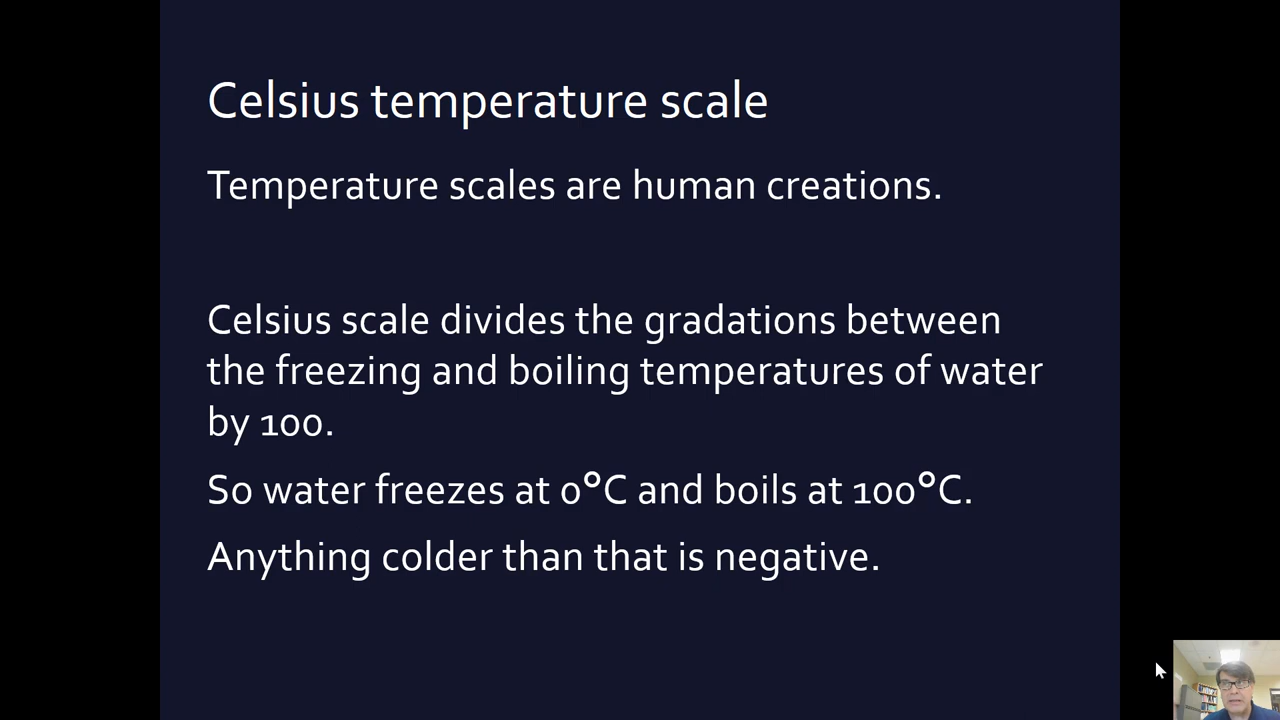 Celsius temperature scale
Temperature scales are human creations.
Celsius scale divides the gradations between
the freezing and boiling temperatures of water
by 100.
So water freezes at 0°C and boils at 100°C.
Anything colder than that is negative.